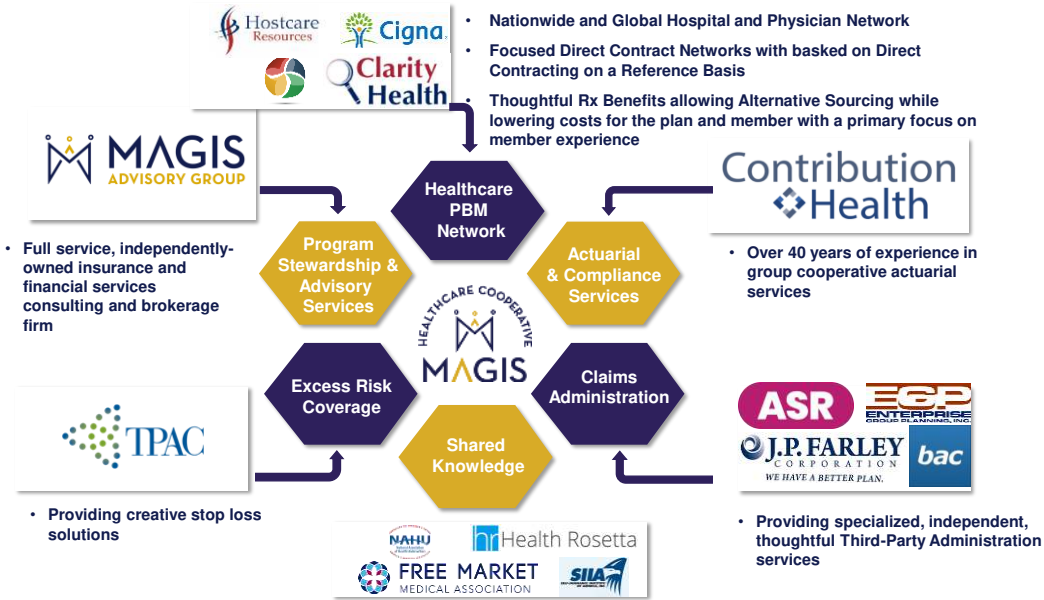 Hostcare
Resources
Cigna
Clarity
Health
• Nationwide and Global Hospital and Physician Network
• Focused Direct Contract Networks with basked on Direct
Contracting on a Reference Basis
• Thoughtful Rx Benefits allowing Alternative Sourcing while
lowering costs for the plan and member with a primary focus on
member experience
MAGIS
ADVISORY GROUP
• Full service, independently-
owned insurance and
financial services
consulting and brokerage
firm
Healthcare
PBM
Network
Contribution
Health
• Over 40 years of experience in
group cooperative actuarial
services
Program
Stewardship &
Advisory
Services
Actuarial
& Compliance
Services
HEALTHCARE COOPERATIVE
MAGIS
Excess Risk
Coverage
Claims
Administration
Shared
Knowledge
TPAC
• Providing creative stop loss
solutions
ASR
EGP
ENTERPRISE
GROUP PLANNING, INC.
J.P. FARLEY
CORPORATION
WE HAVE A BETTER PLAN.
bac
• Providing specialized, independent,
thoughtful Third-Party Administration
services
NAHU
hr Health Rosetta
FREE MARKET
MEDICAL ASSOCIATION
SIIA